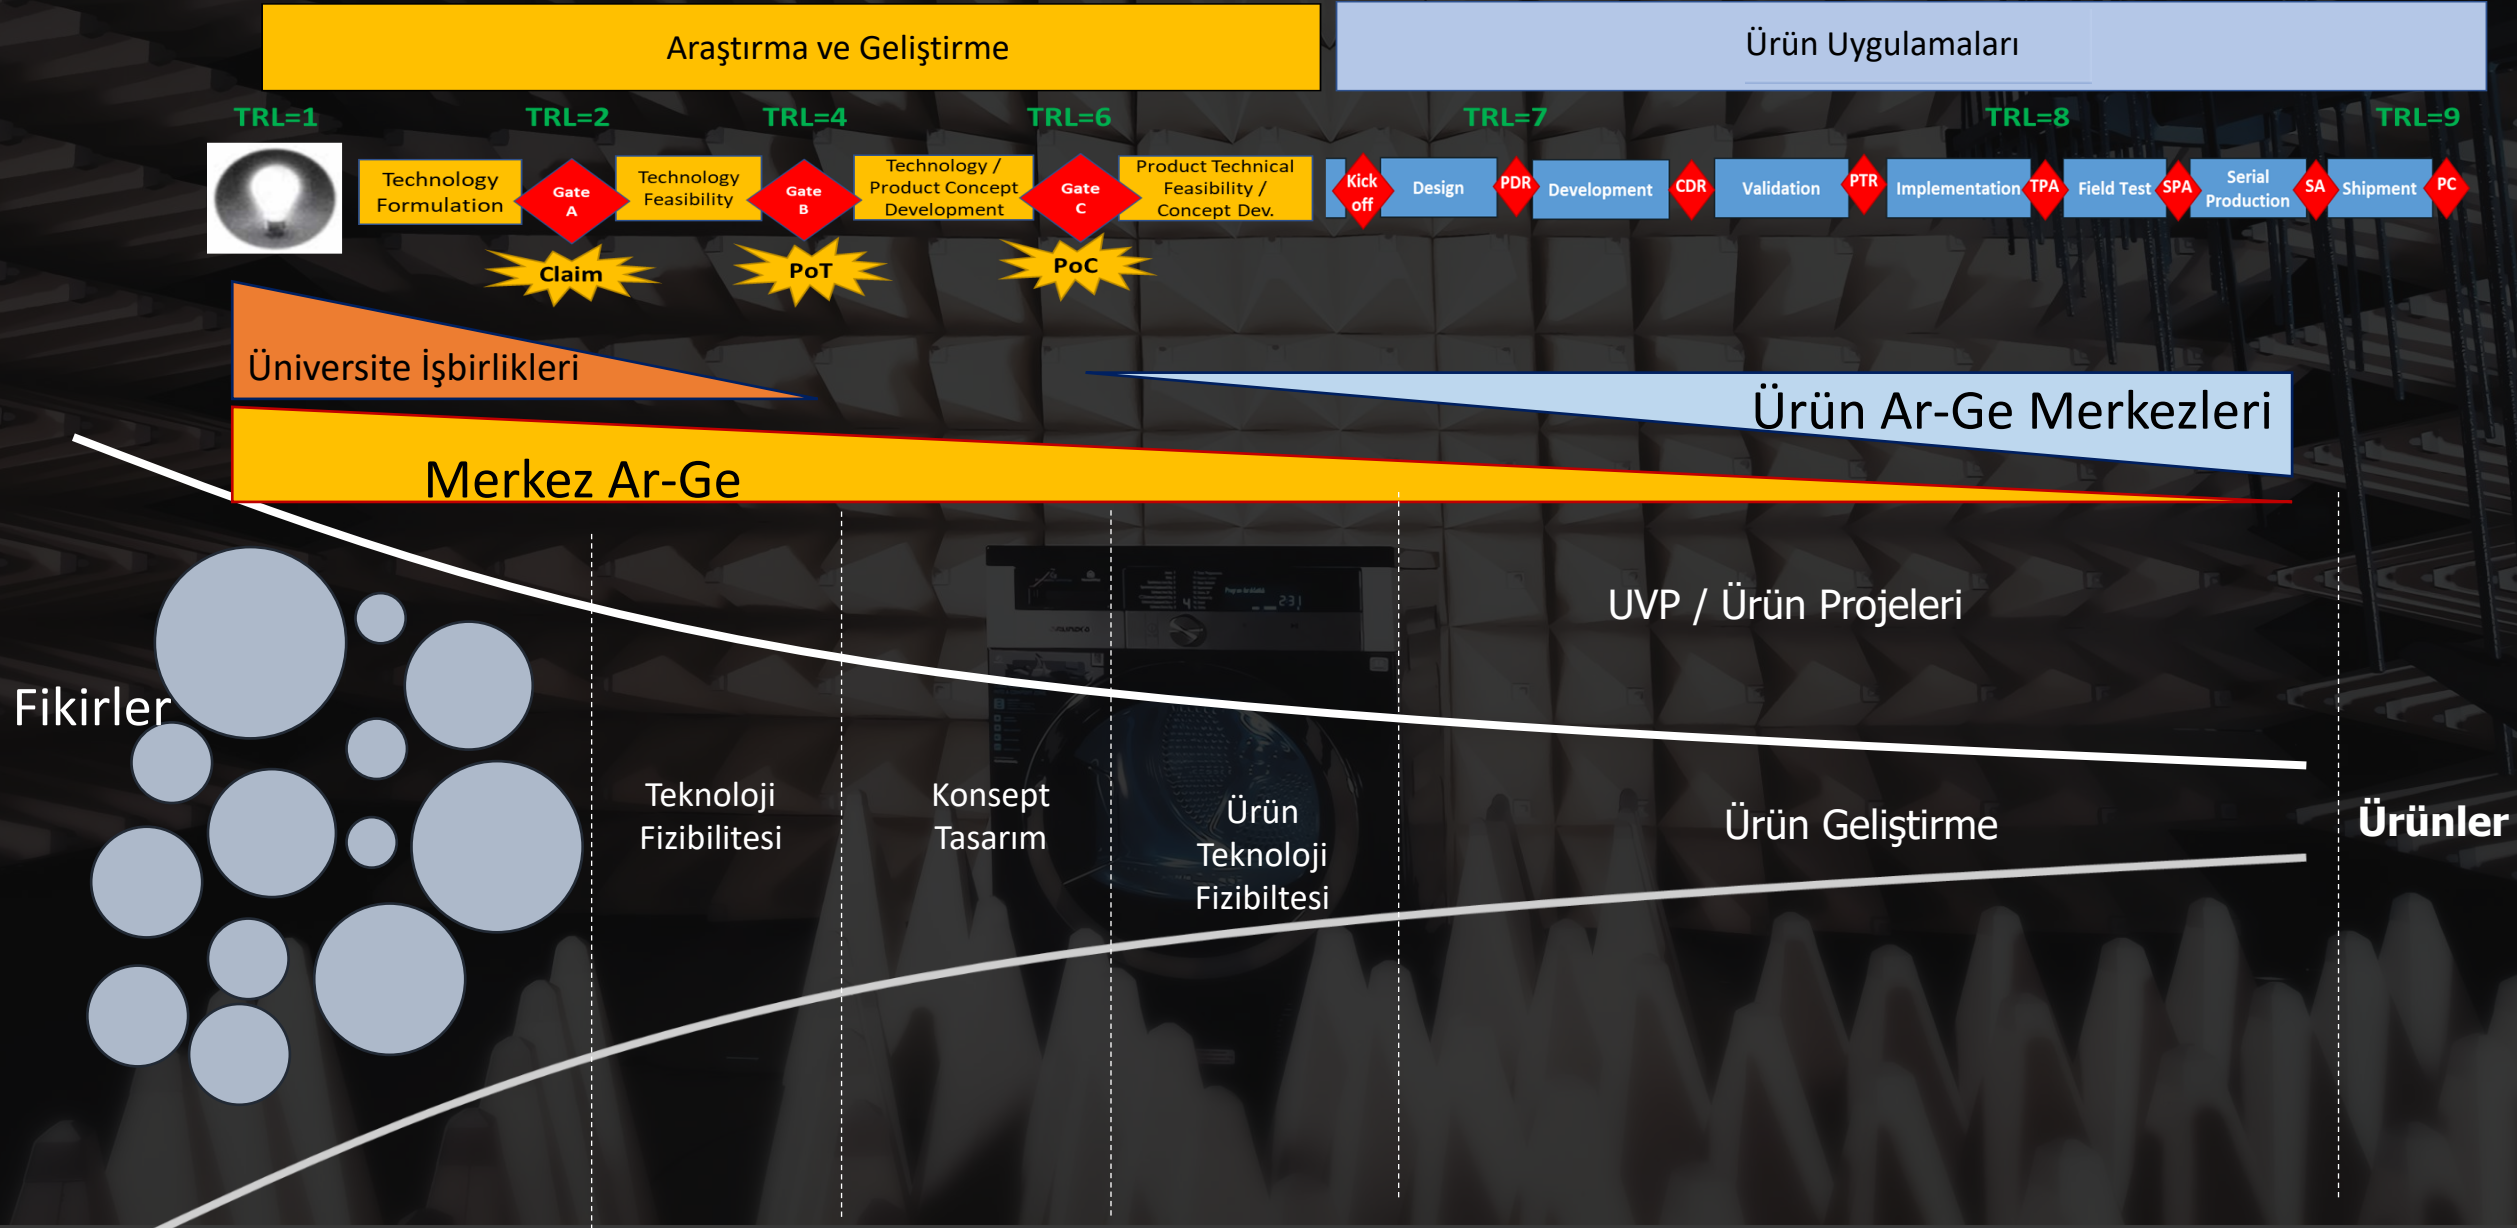 Araştırma ve Geliştirme
Ürün Uygulamaları
TRL=1
TRL=2
TRL=4
TRL=6
TRL=7
TRL=8
TRL=9
Technology
Formulation
Gate
A
Technology
Feasibility
Gate
B
Technology /
Product Concept
Development
Gate
C
Product Technical
Feasibility /
Concept Dev.
Kick
off
Design
PDR
Development
CDR
Validation
PTR
Implementation
TPA
Field Test
SPA
Serial
Production
SA
Shipment
PC
Claim
PoT
PoC
Üniversite İşbirlikleri
Ürün Ar-Ge Merkezleri
Merkez Ar-Ge
UVP / Ürün Projeleri
Fikirler
Teknoloji
Fizibilitesi
Konsept
Tasarım
Ürün
Teknoloji
Fizibiltesi
Ürün Geliştirme
Ürünler